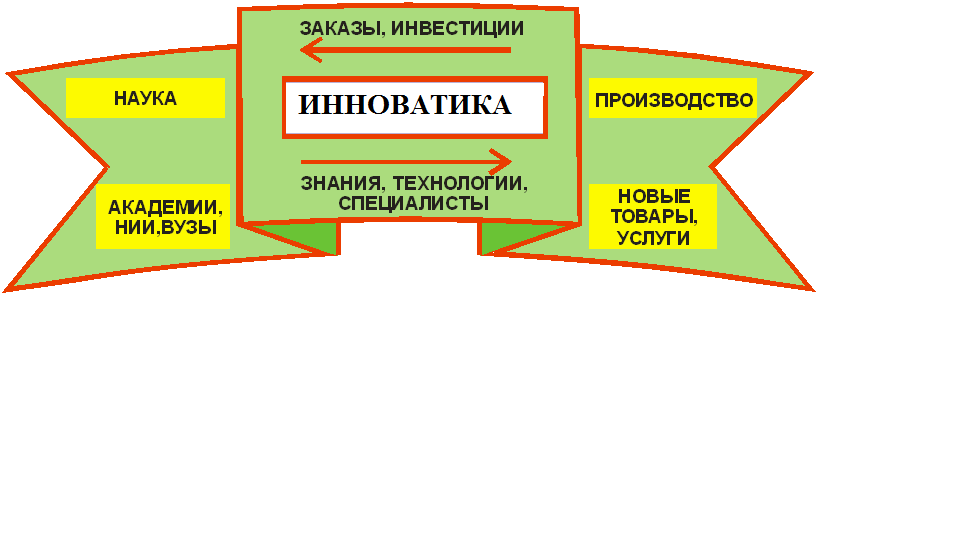 ЗАКАЗЫ, ИНВЕСТИЦИИ
НАУКА
ИННОВАТИКА
ПРОИЗВОДСТВО
ЗНАНИЯ, ТЕХНОЛОГИИ,
СПЕЦИАЛИСТЫ
АКАДЕМИИ,
НИИ,ВУЗЫ
НОВЫЕ
ТОВАРЫ,
УСЛУГИ